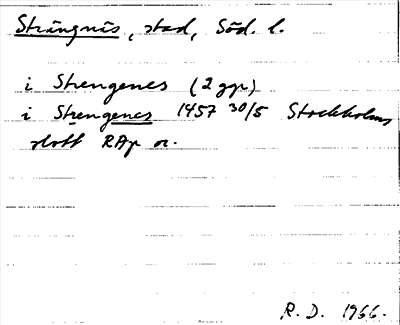 Strängnäs, stad, Söd. l.
i Strengenes (2 ggr)
i Strengenes 1457 30/5 Stockholms
slott RAp or.
R. D. 1966.